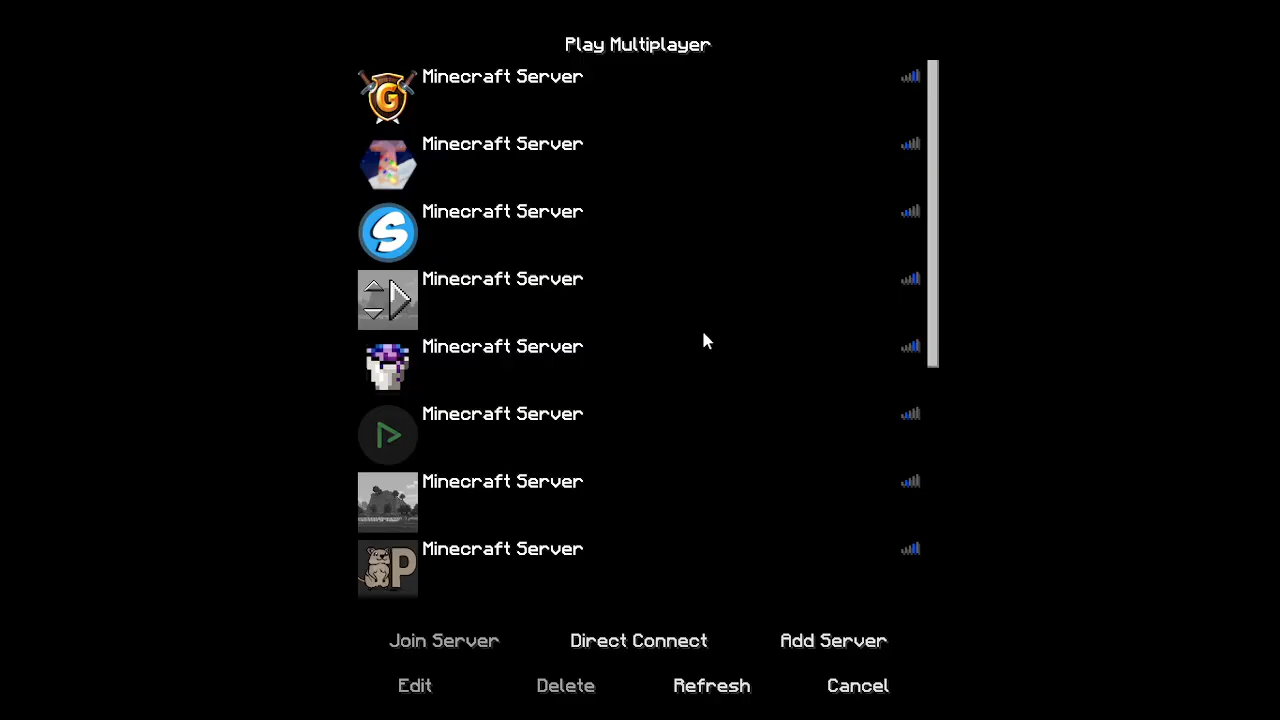 Play Multiplayer
G
Minecraft Server
Minecraft Server
S
Minecraft Server
Minecraft Server
Minecraft Server
Minecraft Server
Minecraft Server
P
Minecraft Server
Join Server
Direct Connect
Add Server
Edit
Delete
Refresh
Cancel